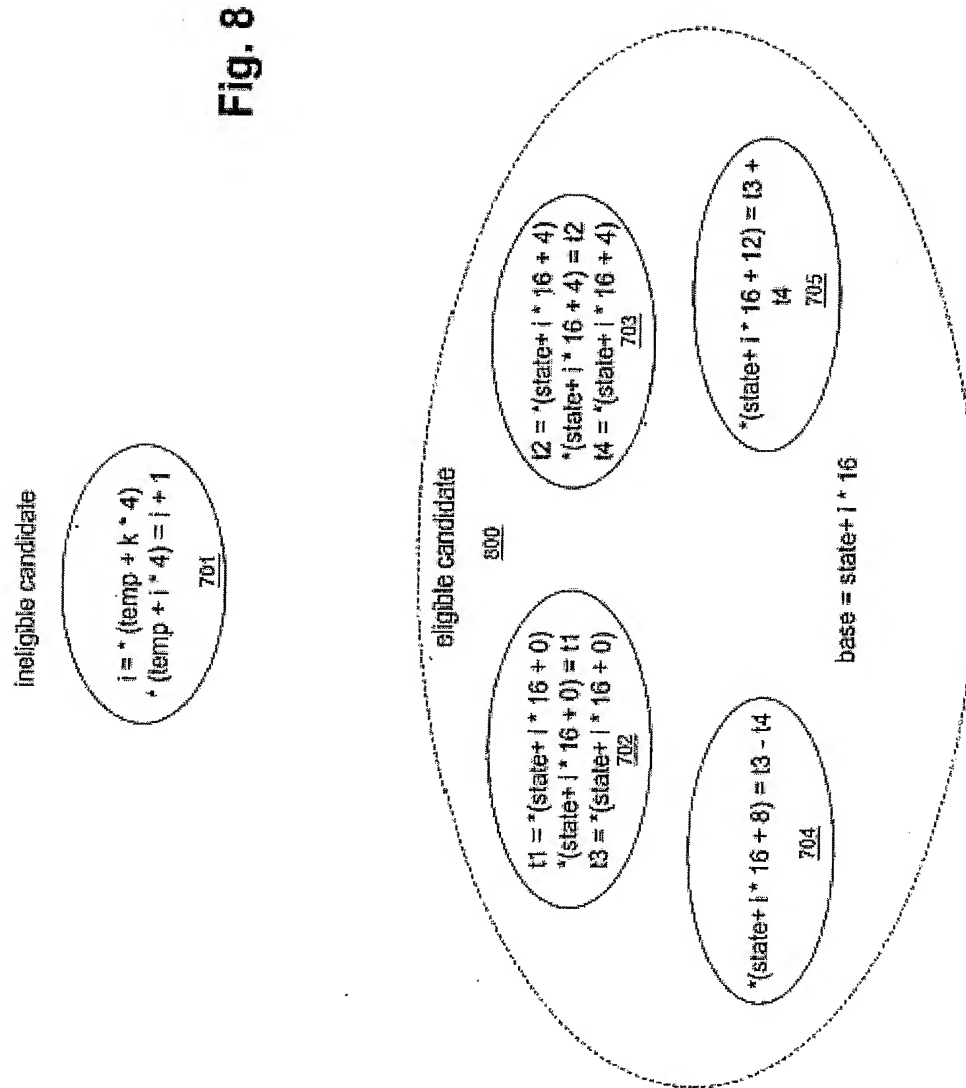 Fig. 8
ineligible candidate
i = * (temp + k * 4)
* (temp + i * 4) = i + 1
701
eligible candidate
800
t1 = *(state+ i * 16 + 0)
*(state+ i * 16 + 0) = t1
t3 = *(state+ i * 16 + 0)
702
t2 = *(state+ i * 16 + 4)
*(state+ i * 16 + 4) = t2
t4 = *(state+ i * 16 + 4)
703
*(state+ i * 16 + 8) = t3 - t4
704
*(state+ i * 16 + 12) = t3 +
t4
705
base = state+ i * 16